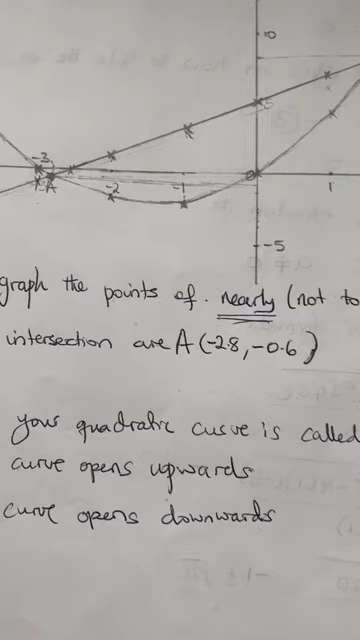 10
5
-3
A
-2
-1
0
1
-5
graph the points of. nearly (not to
intersection are A (-2.8, -0.6)
your quadratic curve is called
curve opens upwards
curve opens downwards